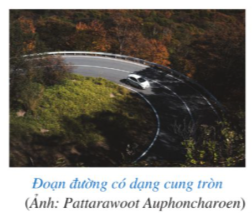 Đoạn đường có dạng cung tròn
(Ảnh: Pattarawoot Auphoncharoen)